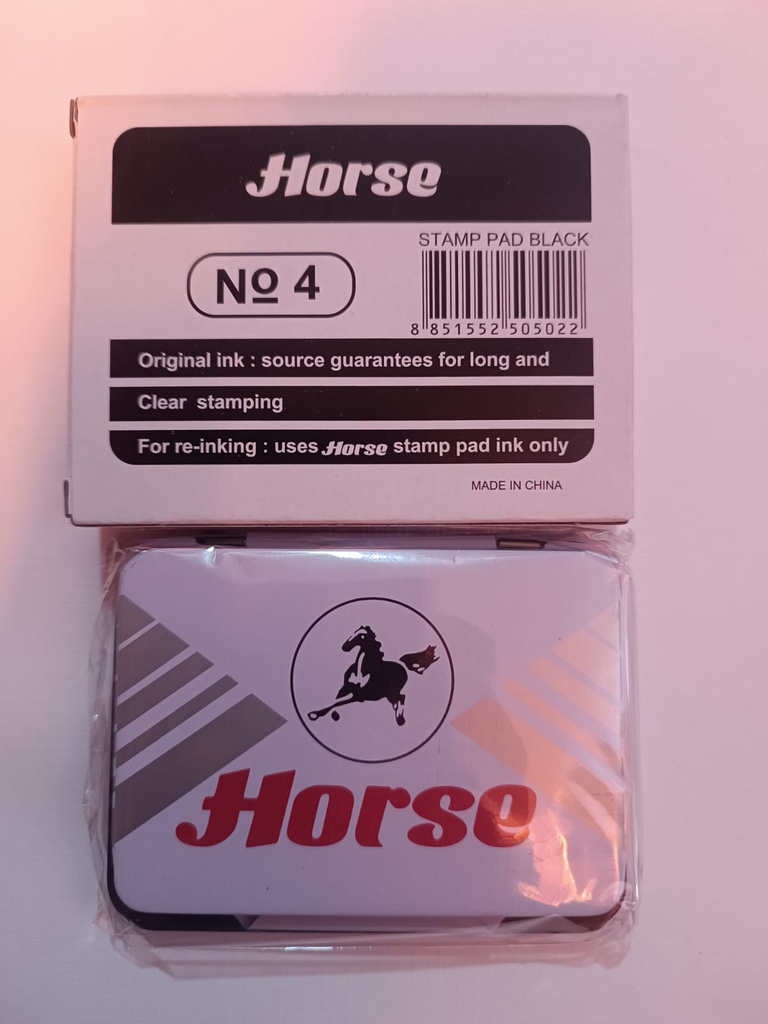 Horse
Nº 4
STAMP PAD BLACK
8 851552 505022
Original ink : source guarantees for long and
Clear stamping
For re-inking : uses Horse stamp pad ink only
MADE IN CHINA
Horse